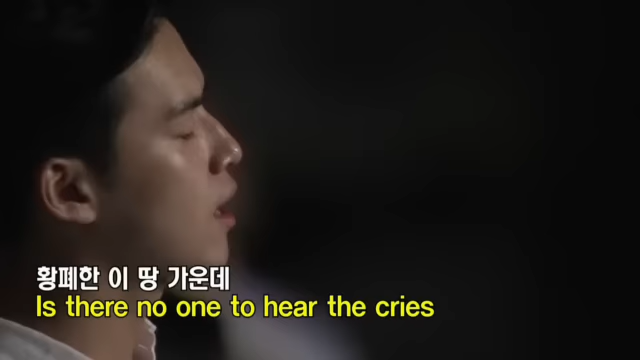 황폐한 이 땅 가운데
Is there no one to hear the cries